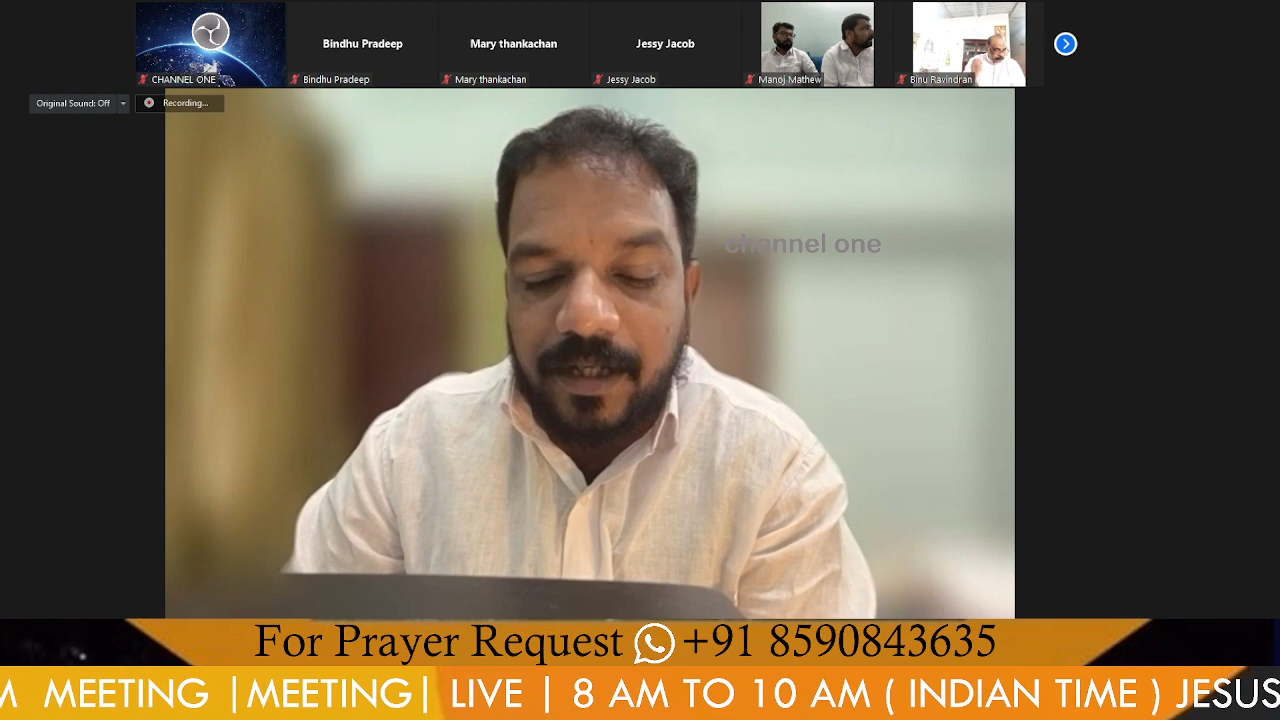 Bindhu Pradeep
Mary thankachan
Jessy Jacob
CHANNEL ONE
Bindhu Pradeep
Mary thankachan
Jessy Jacob
Manoj Mathew
Binu Ravindran
Original Sound: Off
Recording...
channel one
For Prayer Request +91 8590843635
M MEETING |MEETING| LIVE | 8 AM TO 10 AM ( INDIAN TIME ) JESUS